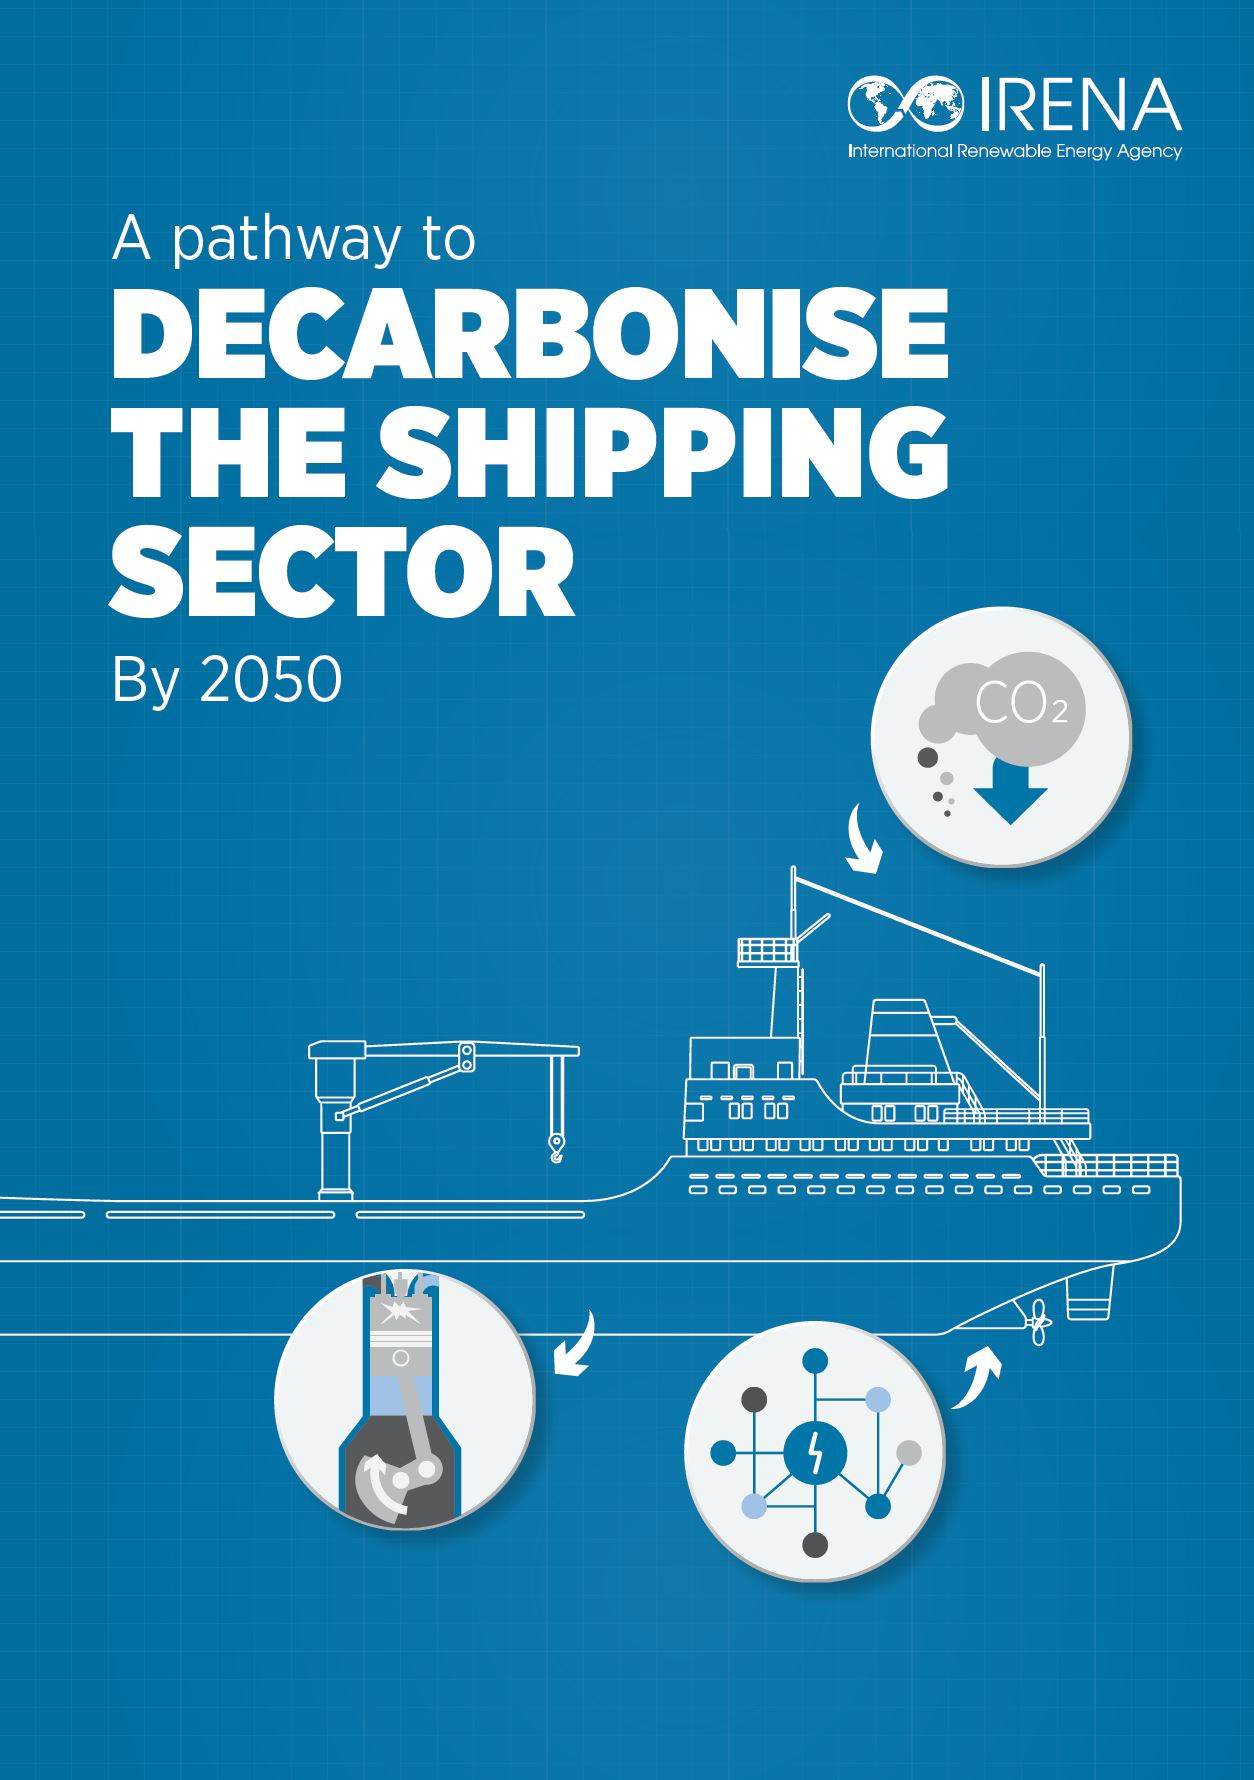 IRENA
International Renewable Energy Agency
A pathway to
DECARBONISE
THE SHIPPING
SECTOR
By 2050
CO₂